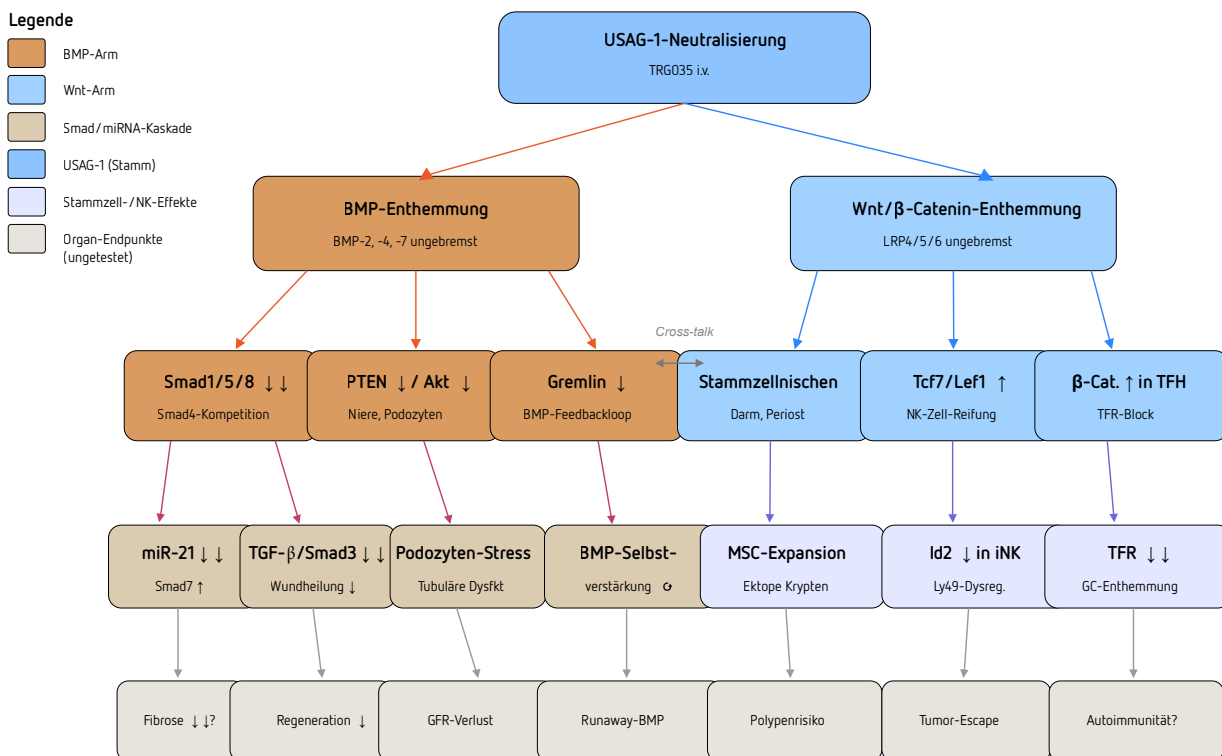 Legende
BMP-Arm
Wnt-Arm
Smad/miRNA-Kaskade
USAG-1 (Stamm)
Stammzell-/NK-Effekte
Organ-Endpunkte
(ungetestet)
USAG-1-Neutralisierung
TRG035 i.v.
BMP-Enthemmung
BMP-2, -4, -7 ungebremst
Wnt/β-Catenin-Enthemmung
LRP4/5/6 ungebremst
Cross-talk
Smad1/5/8 ↓↓
Smad4-Kompetition
PTEN ↓ / Akt ↓
Niere, Podozyten
Gremlin ↓
BMP-Feedbackloop
Stammzellnischen
Darm, Periost
Tcf7/Lef1 ↑
NK-Zell-Reifung
β-Cat. ↑ in TFH
TFR-Block
miR-21 ↓↓
Smad7 ↑
TGF-β/Smad3 ↓↓
Wundheilung ↓
Podozyten-Stress
Tubuläre Dysfkt
BMP-Selbst-
verstärkung ↻
MSC-Expansion
Ektope Krypten
Id2 ↓ in iNK
Ly49-Dysreg.
TFR ↓↓
GC-Enthemmung
Fibrose ↓↓?
Regeneration ↓
GFR-Verlust
Runaway-BMP
Polypenrisiko
Tumor-Escape
Autoimmunität?